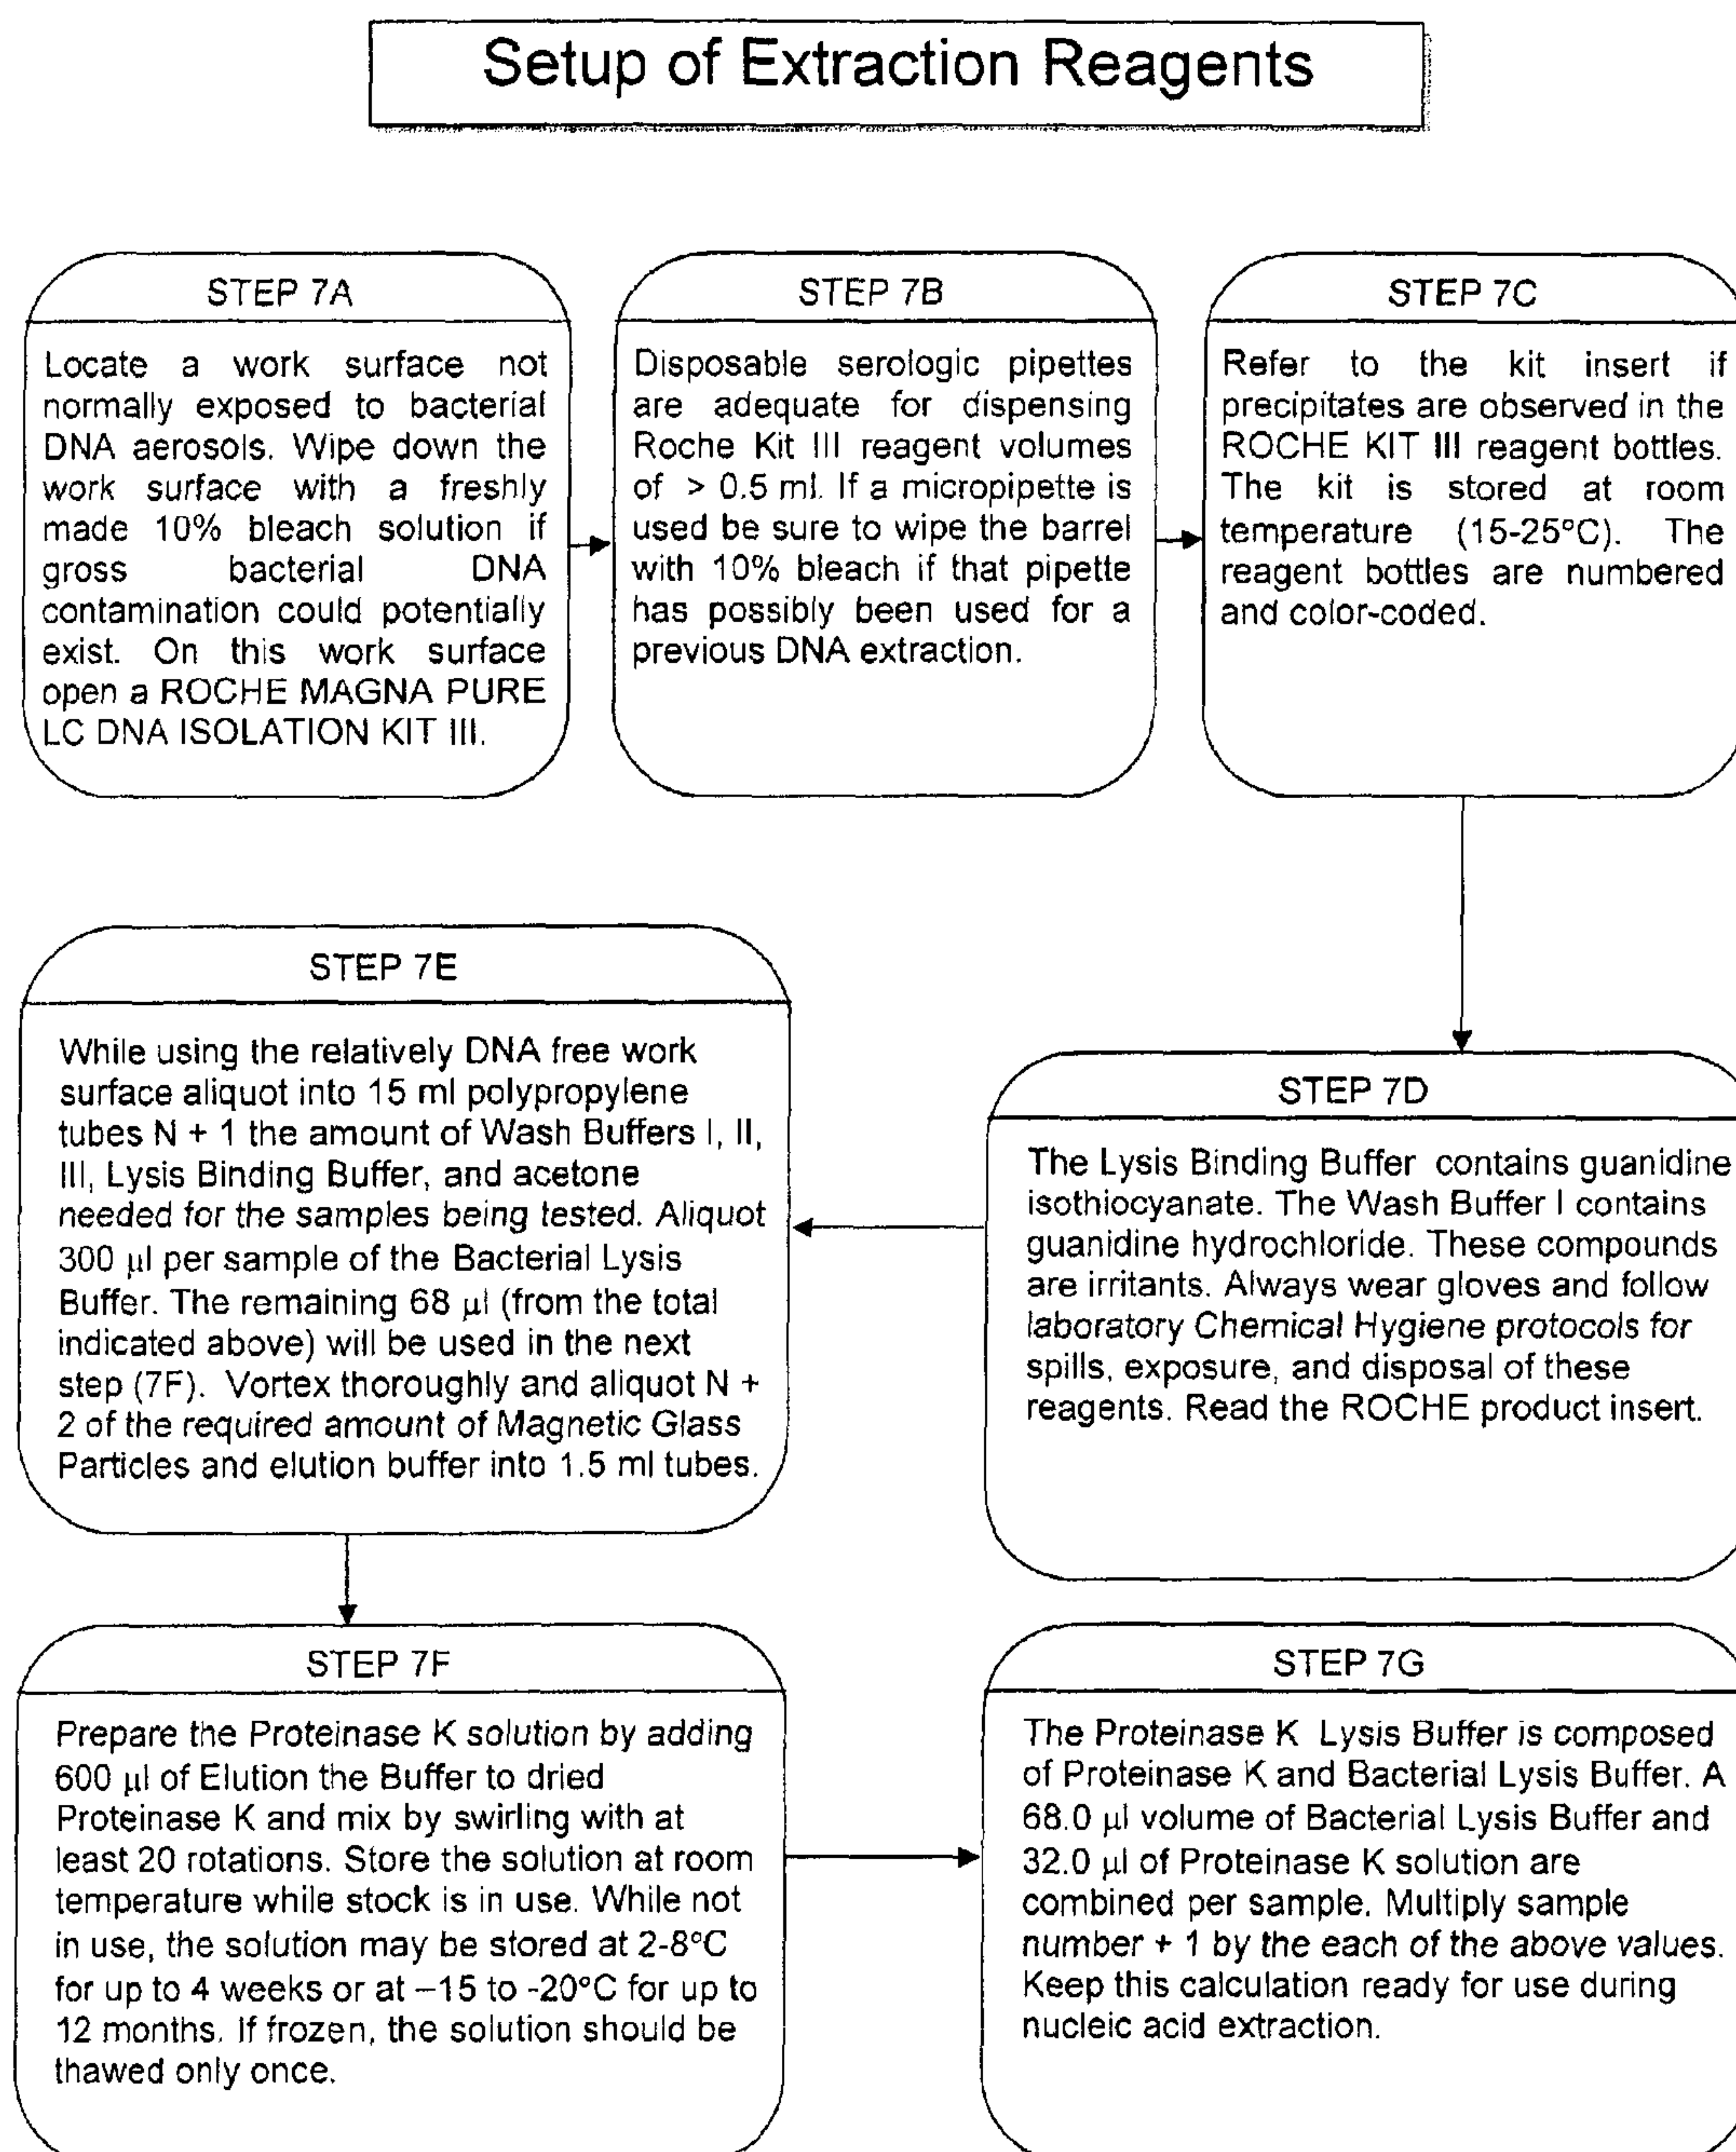 Setup of Extraction Reagents
STEP 7A
Locate a work surface not
normally exposed to bacterial
DNA aerosols. Wipe down the
work surface with a freshly
made 10% bleach solution if
gross bacterial DNA
contamination could potentially
exist. On this work surface
open a ROCHE MAGNA PURE
LC DNA ISOLATION KIT III.
STEP 7B
Disposable serologic pipettes
are adequate for dispensing
Roche Kit III reagent volumes
of > 0.5 ml. If a micropipette is
used be sure to wipe the barrel
with 10% bleach if that pipette
has possibly been used for a
previous DNA extraction.
STEP 7C
Refer to the kit insert if
precipitates are observed in the
ROCHE KIT III reagent bottles.
The kit is stored at room
temperature (15-25°C). The
reagent bottles are numbered
and color-coded.
STEP 7D
The Lysis Binding Buffer contains guanidine
isothiocyanate. The Wash Buffer I contains
guanidine hydrochloride. These compounds
are irritants. Always wear gloves and follow
laboratory Chemical Hygiene protocols for
spills, exposure, and disposal of these
reagents. Read the ROCHE product insert.
STEP 7E
While using the relatively DNA free work
surface aliquot into 15 ml polypropylene
tubes N + 1 the amount of Wash Buffers I, II,
III, Lysis Binding Buffer, and acetone
needed for the samples being tested. Aliquot
300 µl per sample of the Bacterial Lysis
Buffer. The remaining 68 µl (from the total
indicated above) will be used in the next
step (7F). Vortex thoroughly and aliquot N +
2 of the required amount of Magnetic Glass
Particles and elution buffer into 1.5 ml tubes.
STEP 7F
Prepare the Proteinase K solution by adding
600 µl of Elution the Buffer to dried
Proteinase K and mix by swirling with at
least 20 rotations. Store the solution at room
temperature while stock is in use. While not
in use, the solution may be stored at 2-8°C
for up to 4 weeks or at –15 to -20°C for up to
12 months. If frozen, the solution should be
thawed only once.
STEP 7G
The Proteinase K Lysis Buffer is composed
of Proteinase K and Bacterial Lysis Buffer. A
68.0 µl volume of Bacterial Lysis Buffer and
32.0 µl of Proteinase K solution are
combined per sample. Multiply sample
number + 1 by the each of the above values.
Keep this calculation ready for use during
nucleic acid extraction.